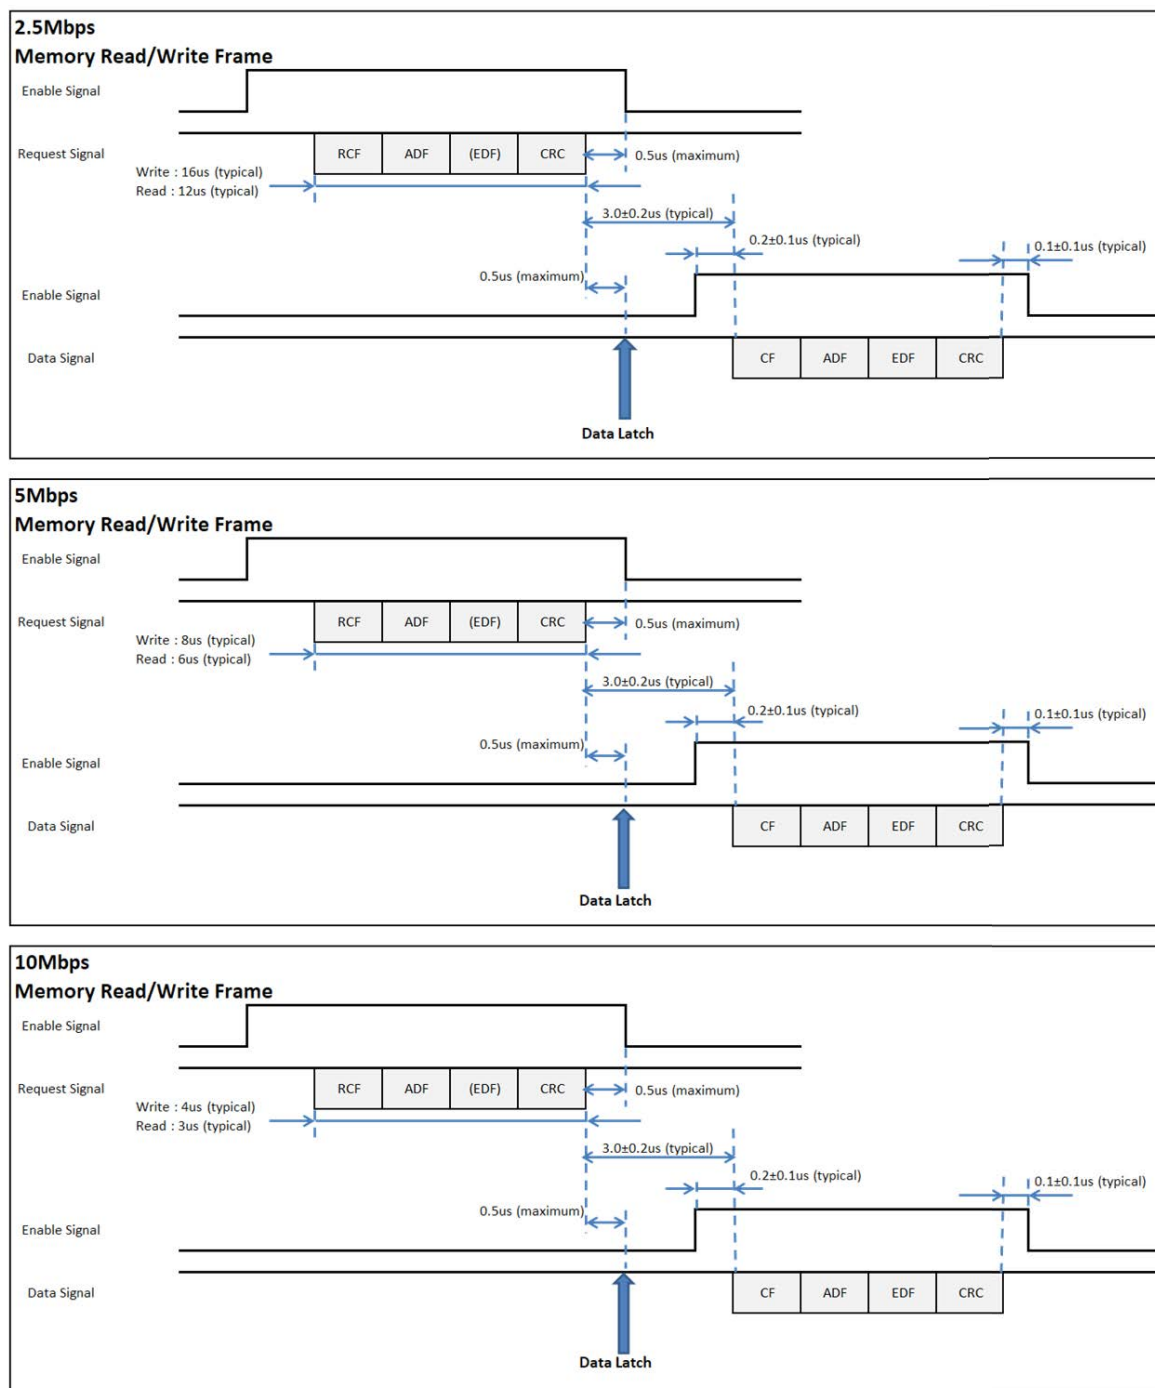 2.5Mbps
Memory Read/Write Frame
Enable Signal
Request Signal
RCF ADF (EDF) CRC
0.5us (maximum)
Write : 16us (typical)
Read : 12us (typical)
3.0±0.2us (typical)
0.2±0.1us (typical)
0.1±0.1us (typical)
0.5us (maximum)
Enable Signal
Data Signal
CF ADF EDF CRC
Data Latch
5Mbps
Memory Read/Write Frame
Enable Signal
Request Signal
RCF ADF (EDF) CRC
0.5us (maximum)
Write : 8us (typical)
Read : 6us (typical)
3.0±0.2us (typical)
0.2±0.1us (typical)
0.1±0.1us (typical)
0.5us (maximum)
Enable Signal
Data Signal
CF ADF EDF CRC
Data Latch
10Mbps
Memory Read/Write Frame
Enable Signal
Request Signal
RCF ADF (EDF) CRC
0.5us (maximum)
Write : 4us (typical)
Read : 3us (typical)
3.0±0.2us (typical)
0.2±0.1us (typical)
0.1±0.1us (typical)
0.5us (maximum)
Enable Signal
Data Signal
CF ADF EDF CRC
Data Latch